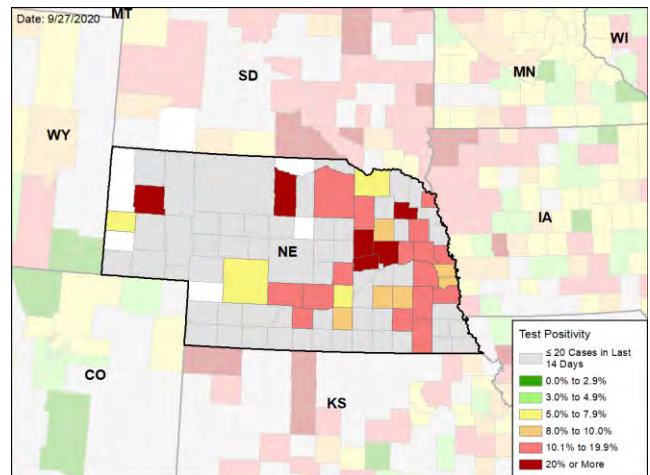 Date: 9/27/2020
MT
WI
SD
MN
WY
IA
NE
CO
KS
Test Positivity
≤ 20 Cases in Last
14 Days
0.0% to 2.9%
3.0% to 4.9%
5.0% to 7.9%
8.0% to 10.0%
10.1% to 19.9%
20% or More